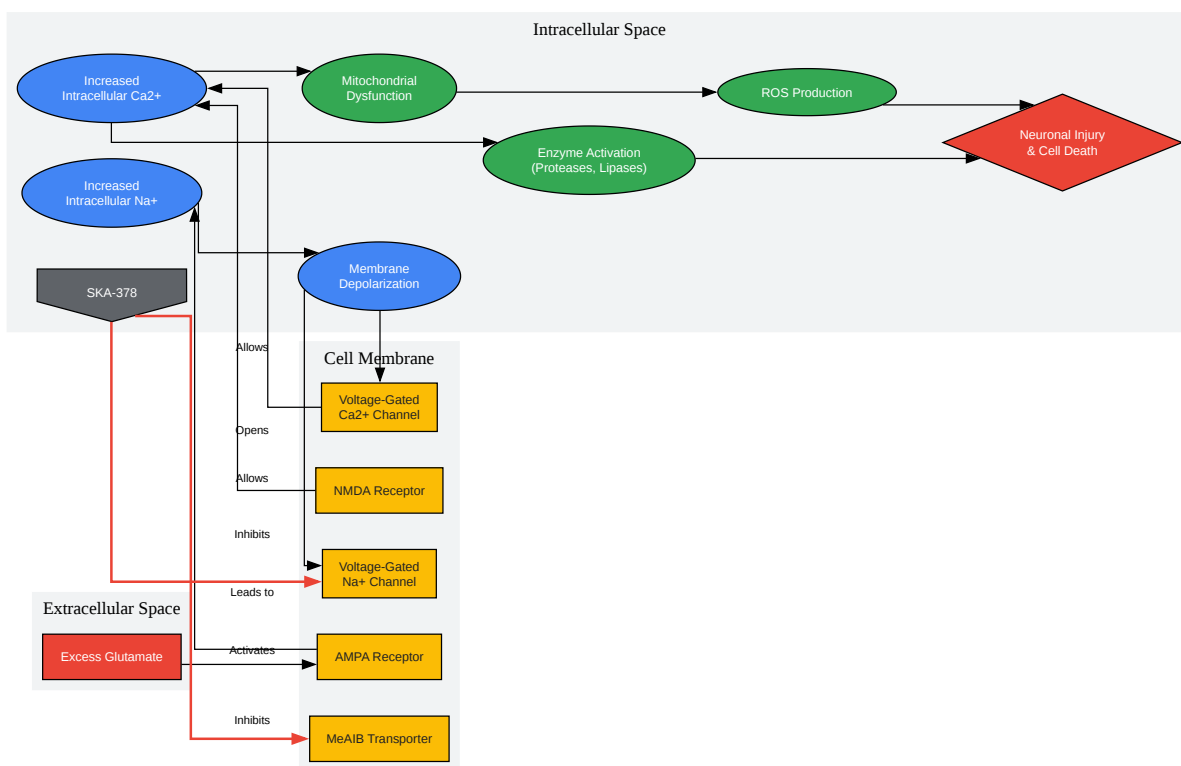 Intracellular Space
Increased
Intracellular Ca2+
Mitochondrial
Dysfunction
ROS Production
Neuronal Injury
& Cell Death
Enzyme Activation
(Proteases, Lipases)
Increased
Intracellular Na+
Membrane
Depolarization
SKA-378
Allows
Cell Membrane
Voltage-Gated
Ca2+ Channel
Opens
Allows
NMDA Receptor
Inhibits
Voltage-Gated
Na+ Channel
Leads to
Extracellular Space
Excess Glutamate
Activates
AMPA Receptor
Inhibits
MeAIB Transporter